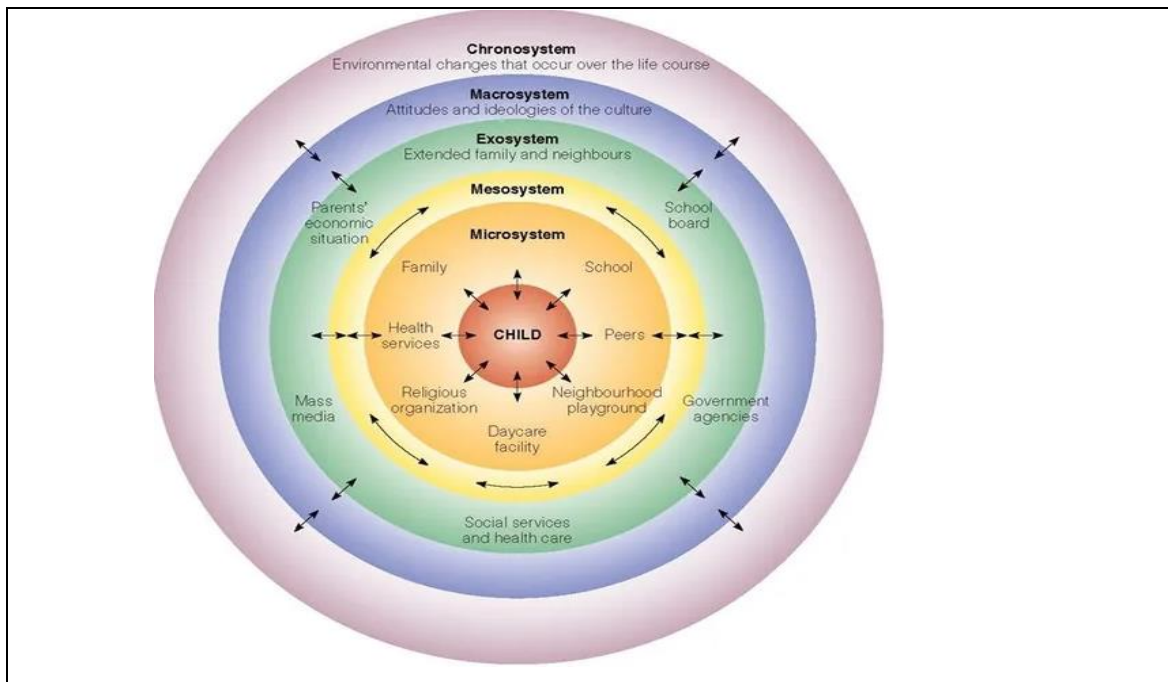 Chronosystem
Environmental changes that occur over the life course
Macrosystem
Attitudes and ideologies of the culture
Exosystem
Extended family and neighbours
Mesosystem
Parents'
economic
situation
School
board
Microsystem
Family
School
Health
services
CHILD
Peers
Religious
organization
Neighbourhood
playground
Mass
media
Government
agencies
Daycare
facility
Social services
and health care